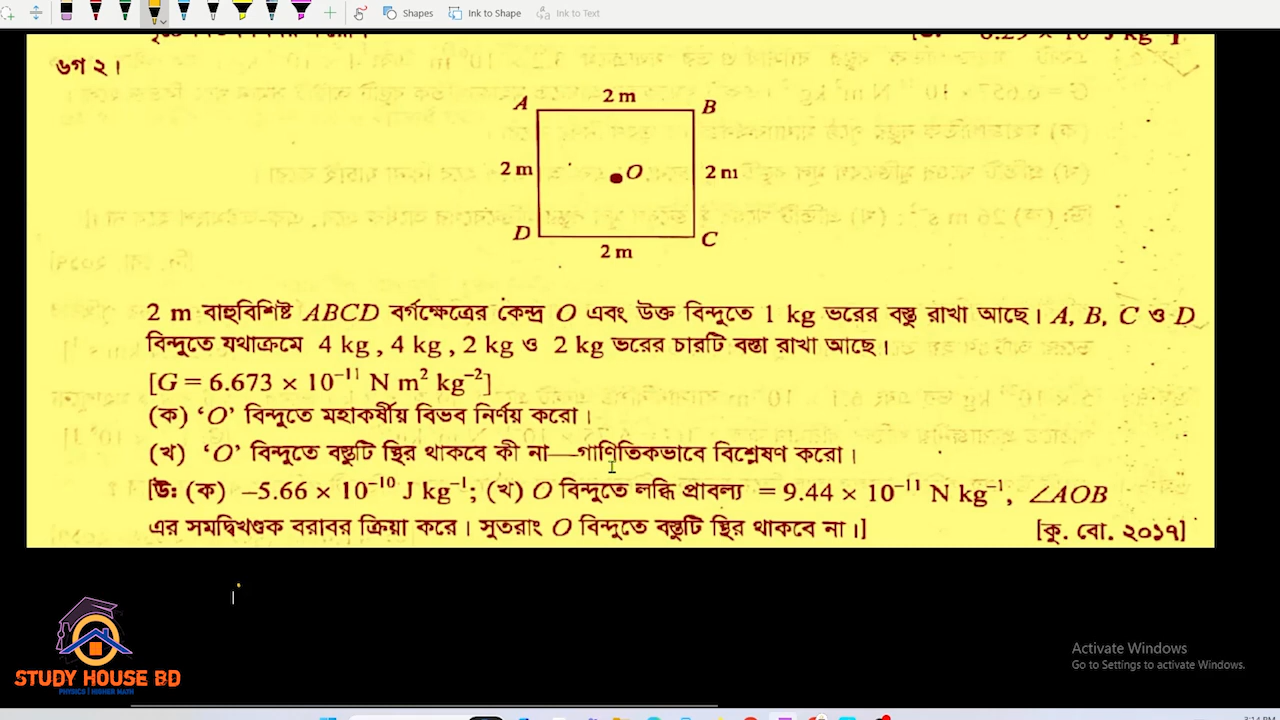 Shapes Ink to Shape Ink to Text
৬গ ২।
A 2 m B
2 m O 2 m
D 2 m C
2 m বাহুবিশিষ্ট ABCD বর্গক্ষেত্রের কেন্দ্র O এবং উক্ত বিন্দুতে 1 kg ভরের বস্তু রাখা আছে। A, B, C ও D
বিন্দুতে যথাক্রমে 4 kg , 4 kg , 2 kg ও 2 kg ভরের চারটি বস্তা রাখা আছে।
[G = 6.673 × 10⁻¹¹ N m² kg⁻²]
(ক) ‘O’ বিন্দুতে মহাকর্ষীয় বিভব নির্ণয় করো।
(খ) ‘O’ বিন্দুতে বস্তুটি স্থির থাকবে কী না—গাণিতিকভাবে বিশ্লেষণ করো।
[উ: (ক) −5.66 × 10⁻¹⁰ J kg⁻¹; (খ) O বিন্দুতে লব্ধি প্রাবল্য = 9.44 × 10⁻¹¹ N kg⁻¹, ∠AOB
এর সমদ্বিখণ্ডক বরাবর ক্রিয়া করে। সুতরাং O বিন্দুতে বস্তুটি স্থির থাকবে না।] [কু. বো. ২০১৭]
STUDY HOUSE BD
PHYSICS | HIGHER MATH
Activate Windows
Go to Settings to activate Windows.